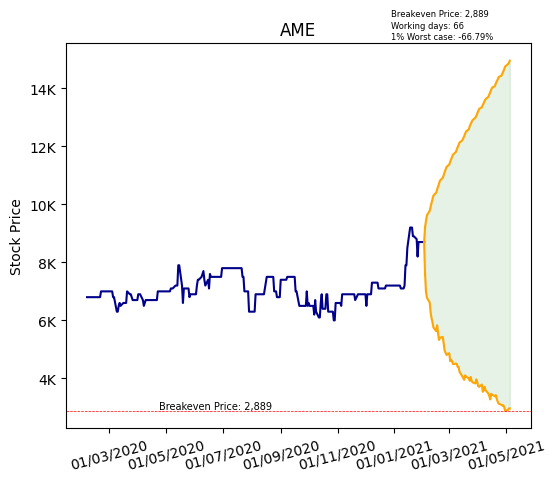 Breakeven Price: 2,889
Working days: 66
1% Worst case: -66.79%
AME
Stock Price
14K
12K
10K
8K
6K
4K
Breakeven Price: 2,889
01/03/2020
01/05/2020
01/07/2020
01/09/2020
01/11/2020
01/01/2021
01/03/2021
01/05/2021